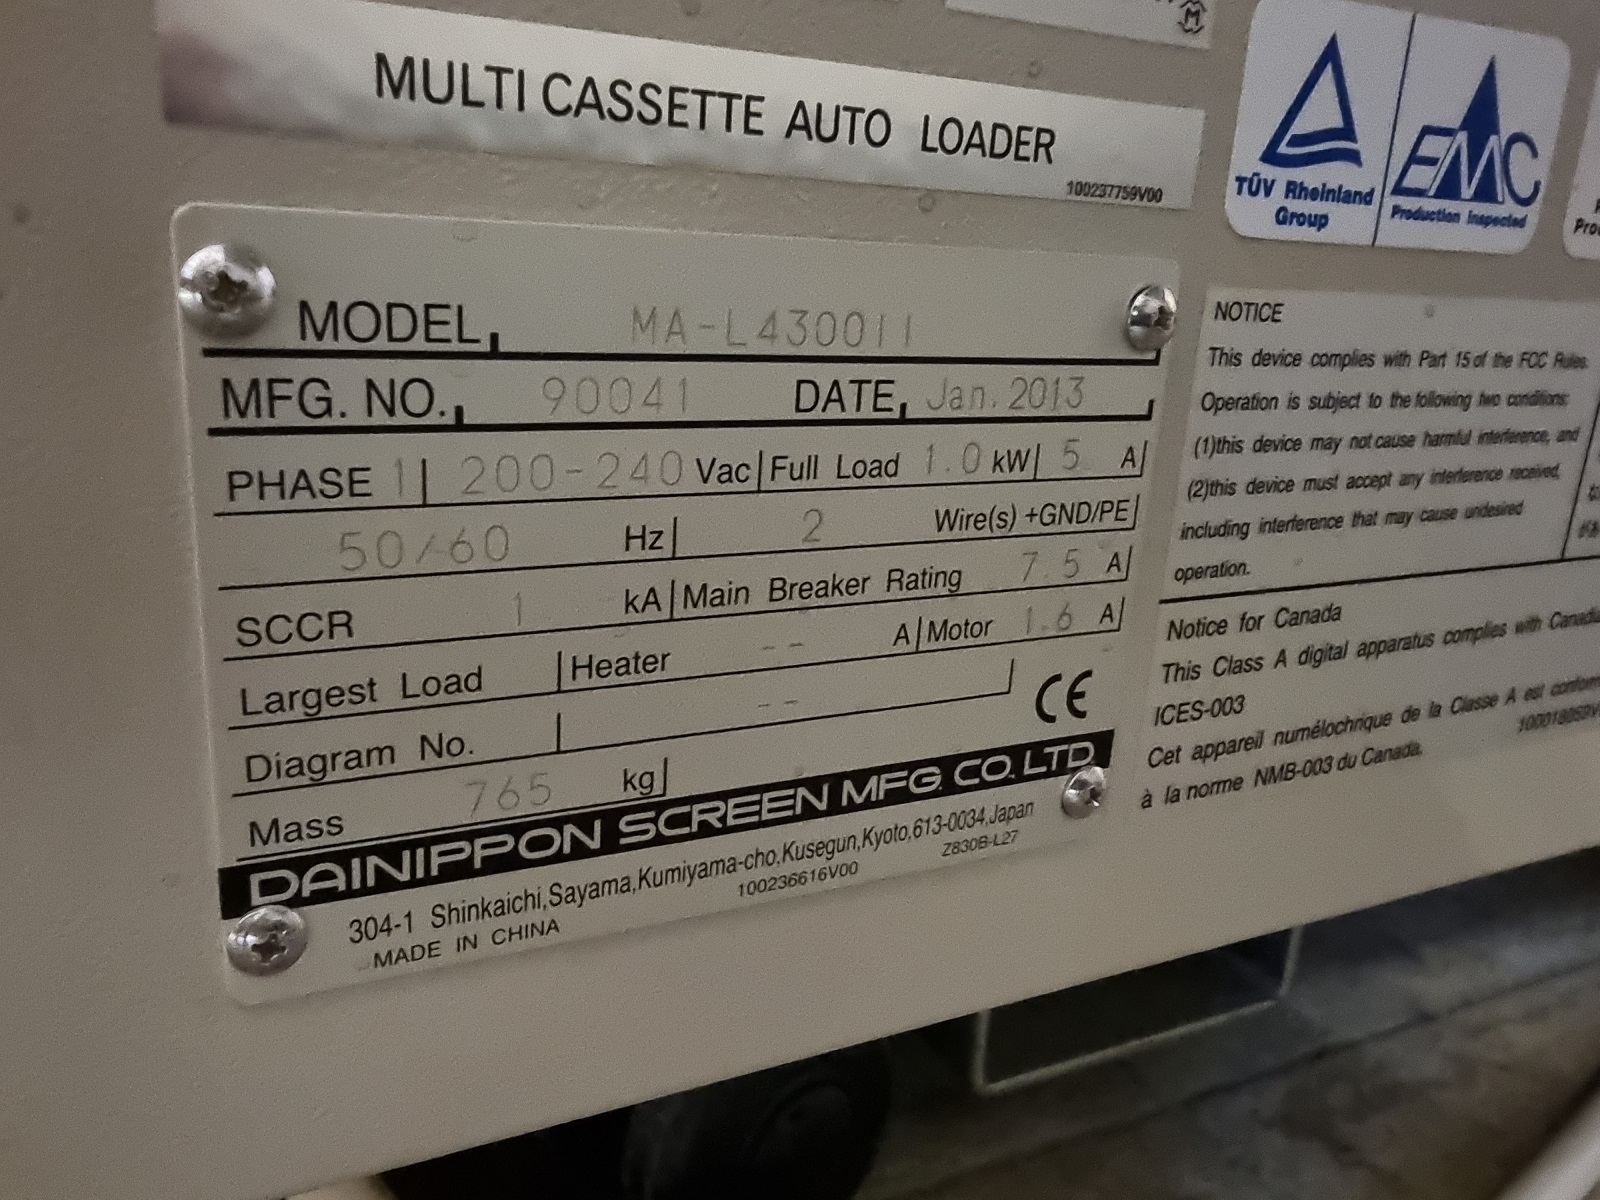 MULTI CASSETTE AUTO LOADER
100237759V00
TÜV Rheinland
Group
EMC
Production Inspected
MODEL MA-L4300II
MFG. NO. 90041 DATE Jan. 2013
PHASE 1 200-240 Vac Full Load 1.0 kW 5 A
50/60 Hz 2 Wire(s) +GND/PE
SCCR 1 kA Main Breaker Rating 7.5 A
Largest Load Heater -- A Motor 1.6 A
Diagram No. --
Mass 765 kg
CE
DAINIPPON SCREEN MFG. CO. LTD.
304-1 Shinkaichi,Sayama,Kumiyama-cho,Kusegun,Kyoto,613-0034,Japan
MADE IN CHINA 100236616V00 Z830B-L27
NOTICE
This device complies with Part 15 of the FCC Rules.
Operation is subject to the following two conditions:
(1)this device may not cause harmful interference, and
(2)this device must accept any interference received,
including interference that may cause undesired
operation.
Notice for Canada
This Class A digital apparatus complies with
ICES-003
Cet appareil numélochrique de la Classe A est
à la norme NMB-003 du Canada.